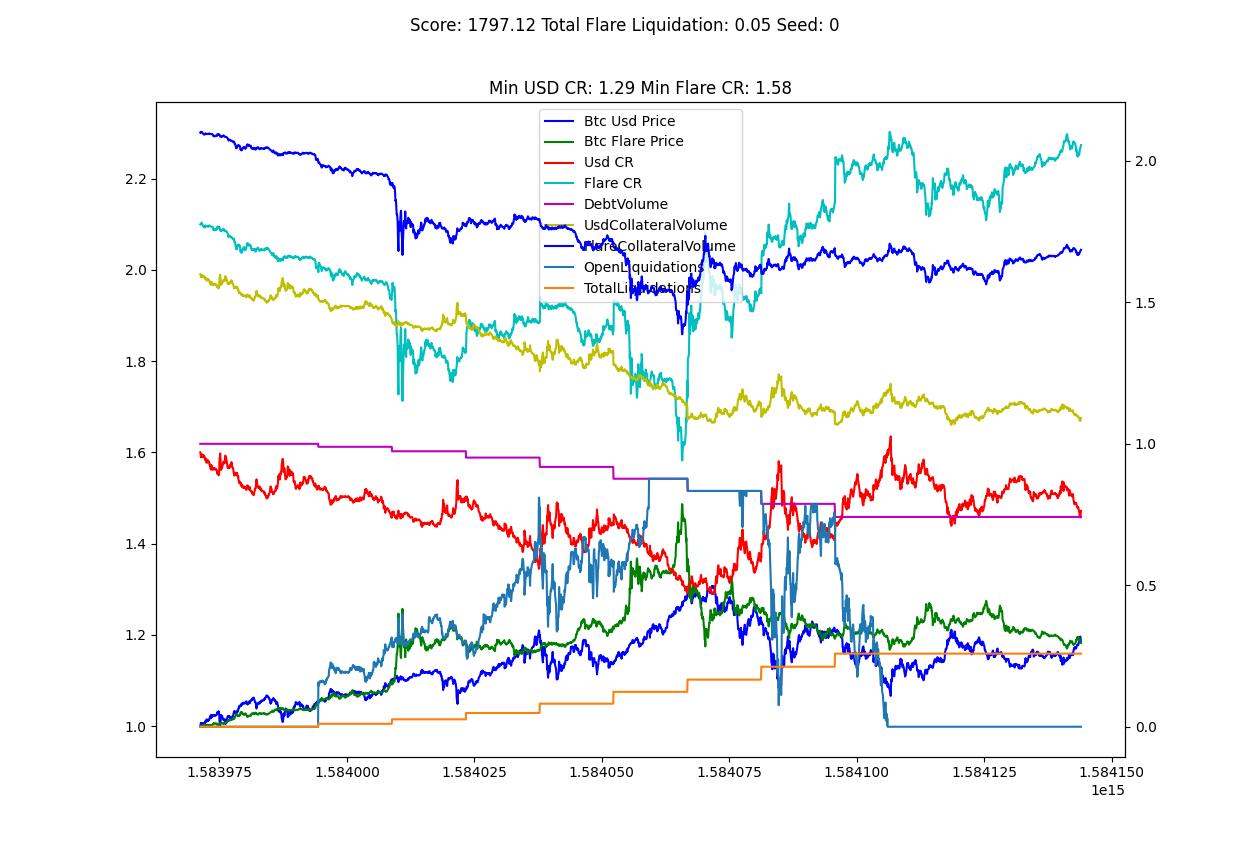 Score: 1797.12 Total Flare Liquidation: 0.05 Seed: 0
Min USD CR: 1.29 Min Flare CR: 1.58
Btc Usd Price
Btc Flare Price
Usd CR
Flare CR
DebtVolume
UsdCollateralVolume
FlareCollateralVolume
OpenLiquidations
TotalLiquidations
2.2
2.0
1.8
1.6
1.4
1.2
1.0
2.0
1.5
1.0
0.5
0.0
1.583975 1.584000 1.584025 1.584050 1.584075 1.584100 1.584125 1.584150
1e15